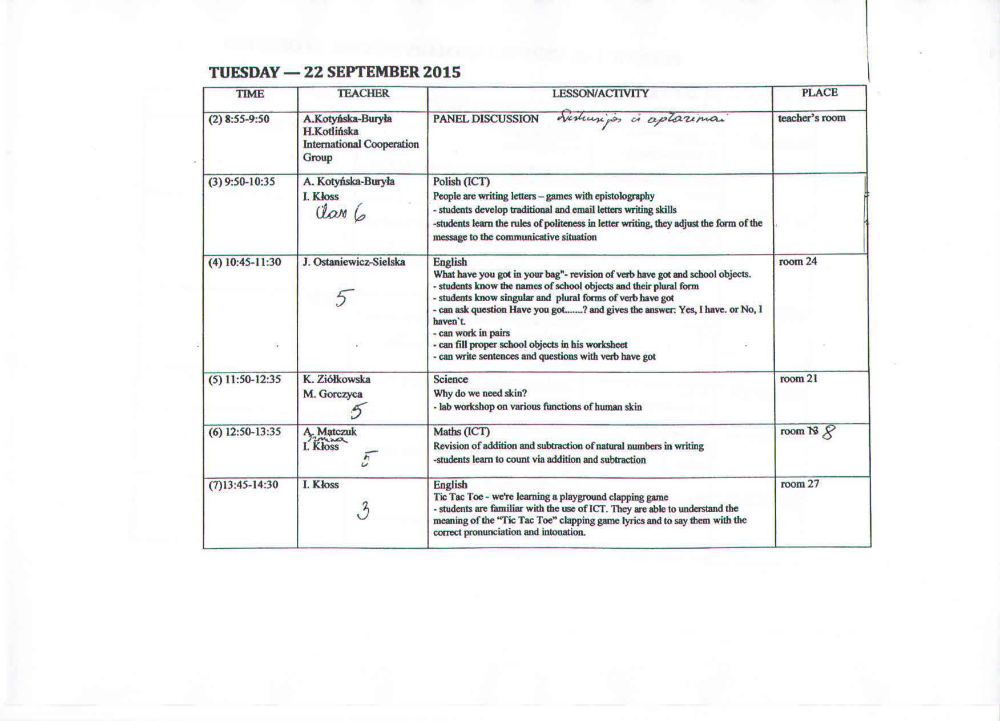 TUESDAY — 22 SEPTEMBER 2015
TIME TEACHER LESSON/ACTIVITY PLACE
(2) 8:55-9:50 A.Kotyńska-Buryła PANEL DISCUSSION Diskusijos ir aptarimai teacher's room
H.Kotlińska
International Cooperation
Group
(3) 9:50-10:35 A. Kotyńska-Buryła Polish (ICT)
I. Kłoss People are writing letters – games with epistolography
Class 6 - students develop traditional and email letters writing skills
-students learn the rules of politeness in letter writing, they adjust the form of the
message to the communicative situation
(4) 10:45-11:30 J. Ostaniewicz-Sielska English room 24
What have you got in your bag"- revision of verb have got and school objects.
- students know the names of school objects and their plural form
5 - students know singular and plural forms of verb have got
- can ask question Have you got.......? and gives the answer: Yes, I have. or No, I
haven`t.
- can work in pairs
- can fill proper school objects in his worksheet
- can write sentences and questions with verb have got
(5) 11:50-12:35 K. Ziółkowska Science room 21
M. Gorczyca Why do we need skin?
5 - lab workshop on various functions of human skin
(6) 12:50-13:35 A. Matczuk Maths (ICT) room 8
I. Kłoss Revision of addition and subtraction of natural numbers in writing
5 -students learn to count via addition and subtraction
(7)13:45-14:30 I. Kłoss English room 27
Tic Tac Toe - we're learning a playground clapping game
3 - students are familiar with the use of ICT. They are able to understand the
meaning of the “Tic Tac Toe” clapping game lyrics and to say them with the
correct pronunciation and intonation.